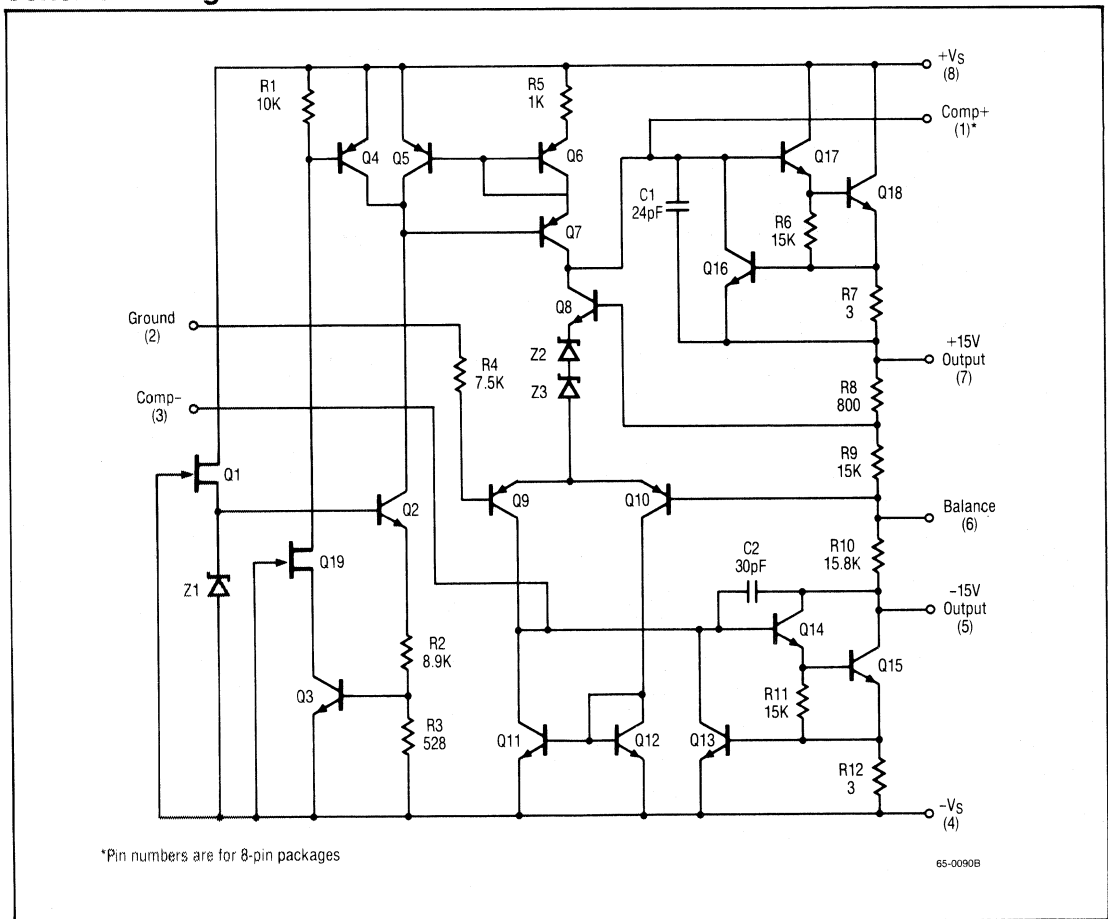 +VS
(8)
R1
10K
R5
1K
Comp+
(1)*
Q4
Q5
Q6
Q17
Q18
C1
24pF
R6
15K
Q7
Q16
Q8
R7
3
Ground
(2)
Z2
+15V
Output
(7)
R4
7.5K
Z3
R8
800
Comp–
(3)
R9
15K
Q1
Q2
Q9
Q10
Balance
(6)
Q19
C2
30pF
R10
15.8K
Z1
–15V
Output
(5)
Q14
R2
8.9K
Q15
Q3
R11
15K
R3
528
Q11
Q12
Q13
R12
3
–VS
(4)
*Pin numbers are for 8-pin packages
65-0090B